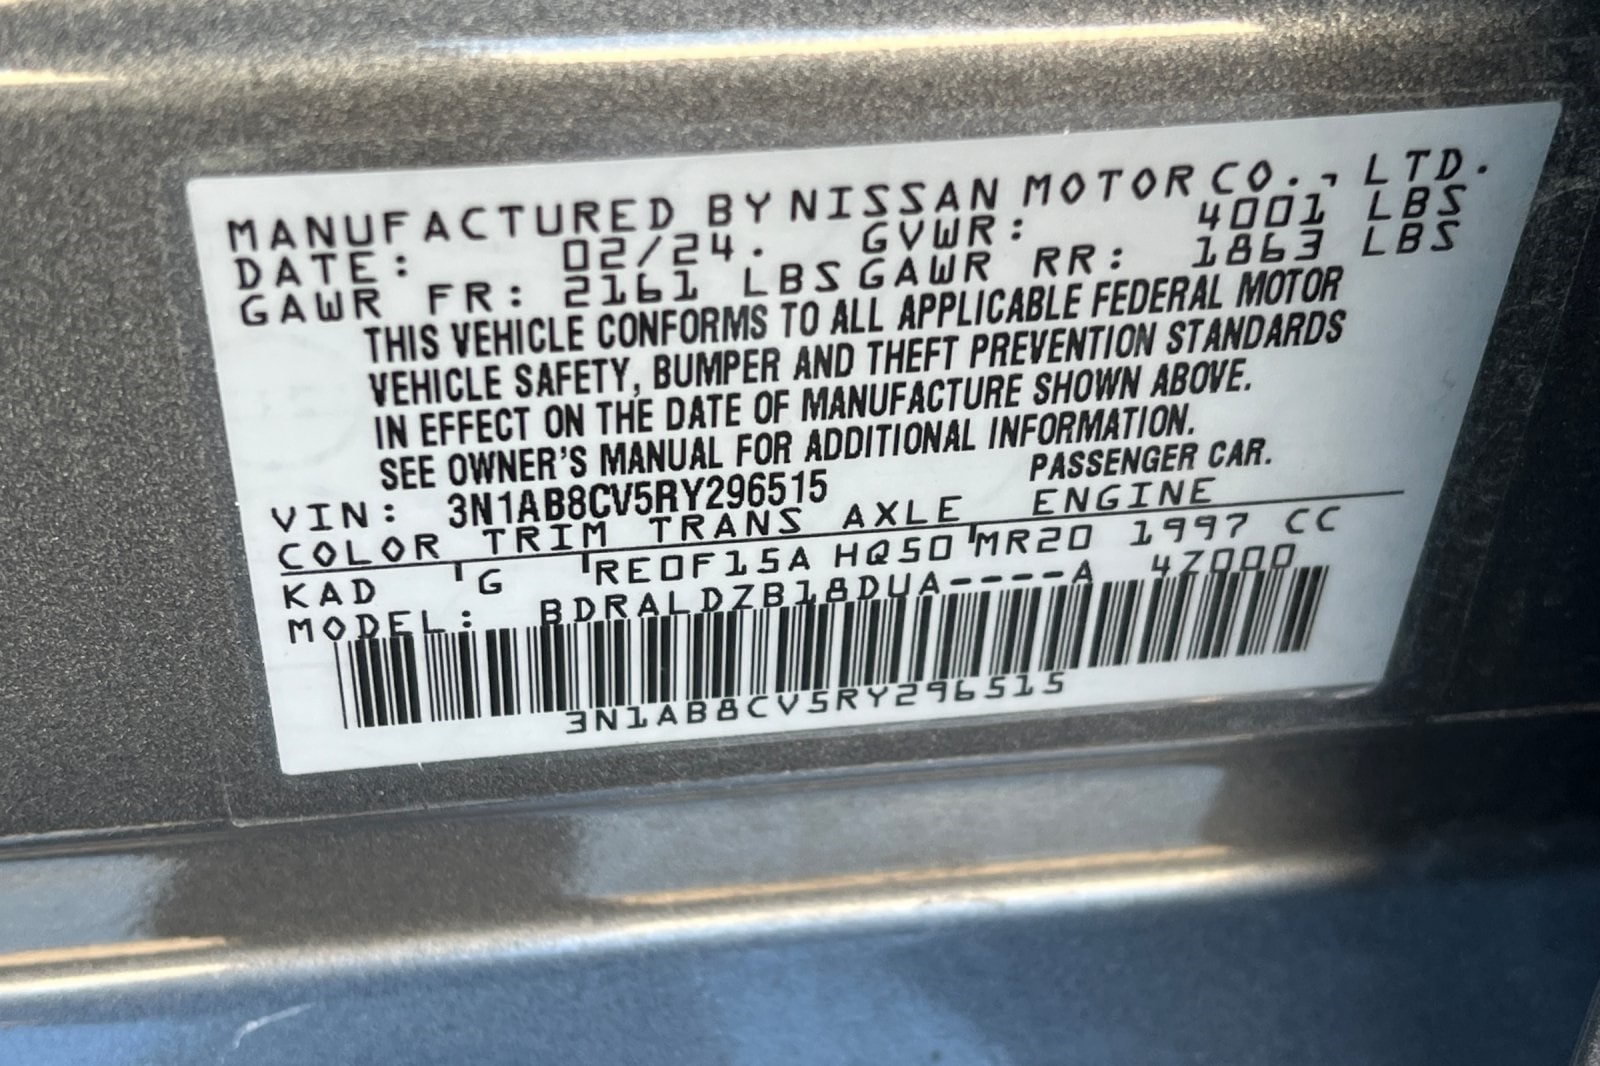 MANUFACTURED BY NISSAN MOTOR CO., LTD.
DATE: 02/24. GVWR: 4001 LBS
GAWR FR: 2161 LBS GAWR RR: 1863 LBS
THIS VEHICLE CONFORMS TO ALL APPLICABLE FEDERAL MOTOR
VEHICLE SAFETY, BUMPER AND THEFT PREVENTION STANDARDS
IN EFFECT ON THE DATE OF MANUFACTURE SHOWN ABOVE.
SEE OWNER'S MANUAL FOR ADDITIONAL INFORMATION.
VIN: 3N1AB8CV5RY296515 PASSENGER CAR.
COLOR TRIM TRANS AXLE ENGINE
KAD G RE0F15A HQ50 MR20 1997 CC
MODEL: BDRALDZB18DUA----A 47000
3N1AB8CV5RY296515